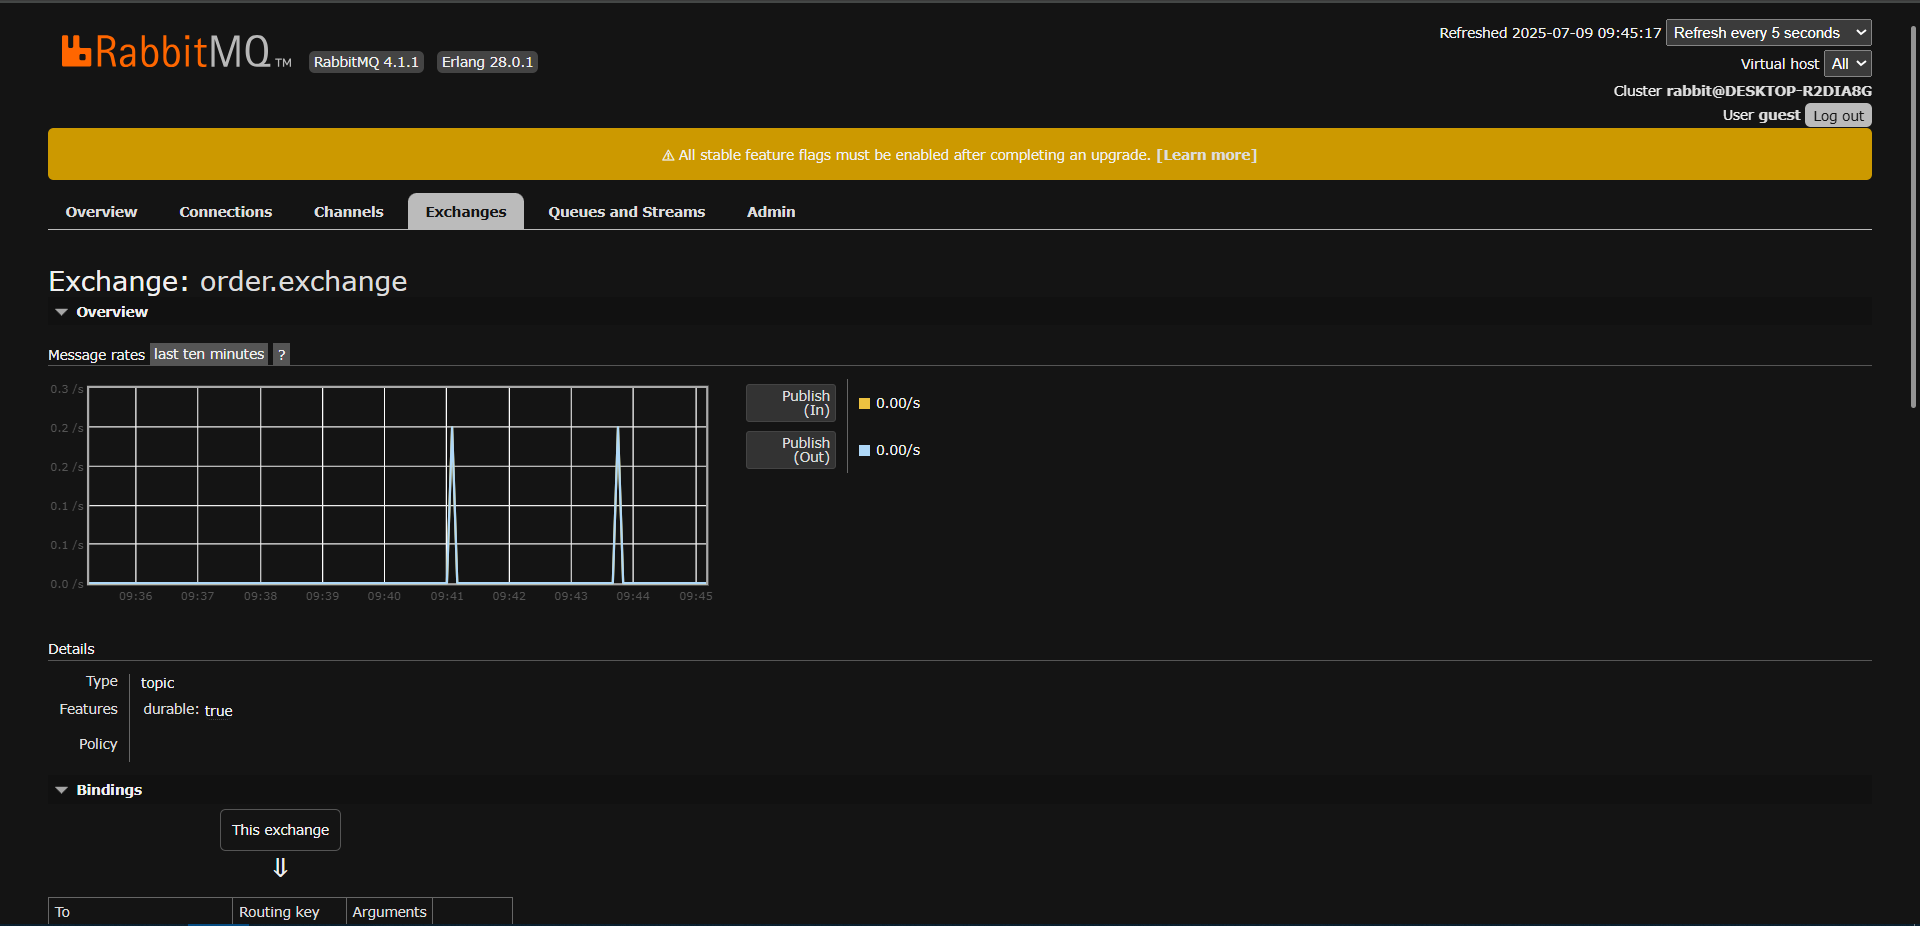 Refreshed 2025-07-09 09:45:17 Refresh every 5 seconds
RabbitMQ TM RabbitMQ 4.1.1 Erlang 28.0.1
Virtual host All
Cluster rabbit@DESKTOP-R2DIA8G
User guest Log out
⚠ All stable feature flags must be enabled after completing an upgrade. [Learn more]
Overview Connections Channels Exchanges Queues and Streams Admin
Exchange: order.exchange
Overview
Message rates last ten minutes ?
0.3 /s
0.2 /s
0.2 /s
0.1 /s
0.1 /s
0.0 /s
09:36 09:37 09:38 09:39 09:40 09:41 09:42 09:43 09:44 09:45
Publish
(In)
0.00/s
Publish
(Out)
0.00/s
Details
Type topic
Features durable: true
Policy
Bindings
This exchange
⇓
To Routing key Arguments